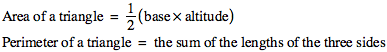 Area of a triangle = 1/2 (base × altitude)
Perimeter of a triangle = the sum of the lengths of the three sides.